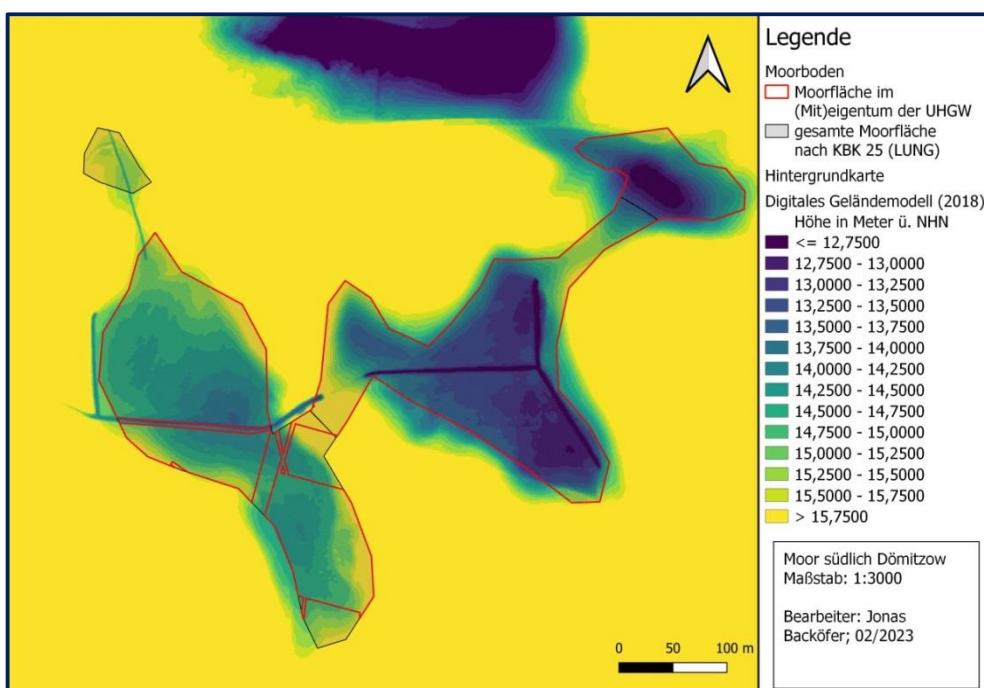 Legende
Moorboden
Moorfläche im
(Mit)eigentum der UHGW
gesamte Moorfläche
nach KBK 25 (LUNG)
Hintergrundkarte
Digitales Geländemodell (2018)
Höhe in Meter ü. NHN
<= 12,7500
12,7500 - 13,0000
13,0000 - 13,2500
13,2500 - 13,5000
13,5000 - 13,7500
13,7500 - 14,0000
14,0000 - 14,2500
14,2500 - 14,5000
14,5000 - 14,7500
14,7500 - 15,0000
15,0000 - 15,2500
15,2500 - 15,5000
15,5000 - 15,7500
> 15,7500
Moor südlich Dömitzow
Maßstab: 1:3000
Bearbeiter: Jonas
Backöfer; 02/2023
0 50 100 m